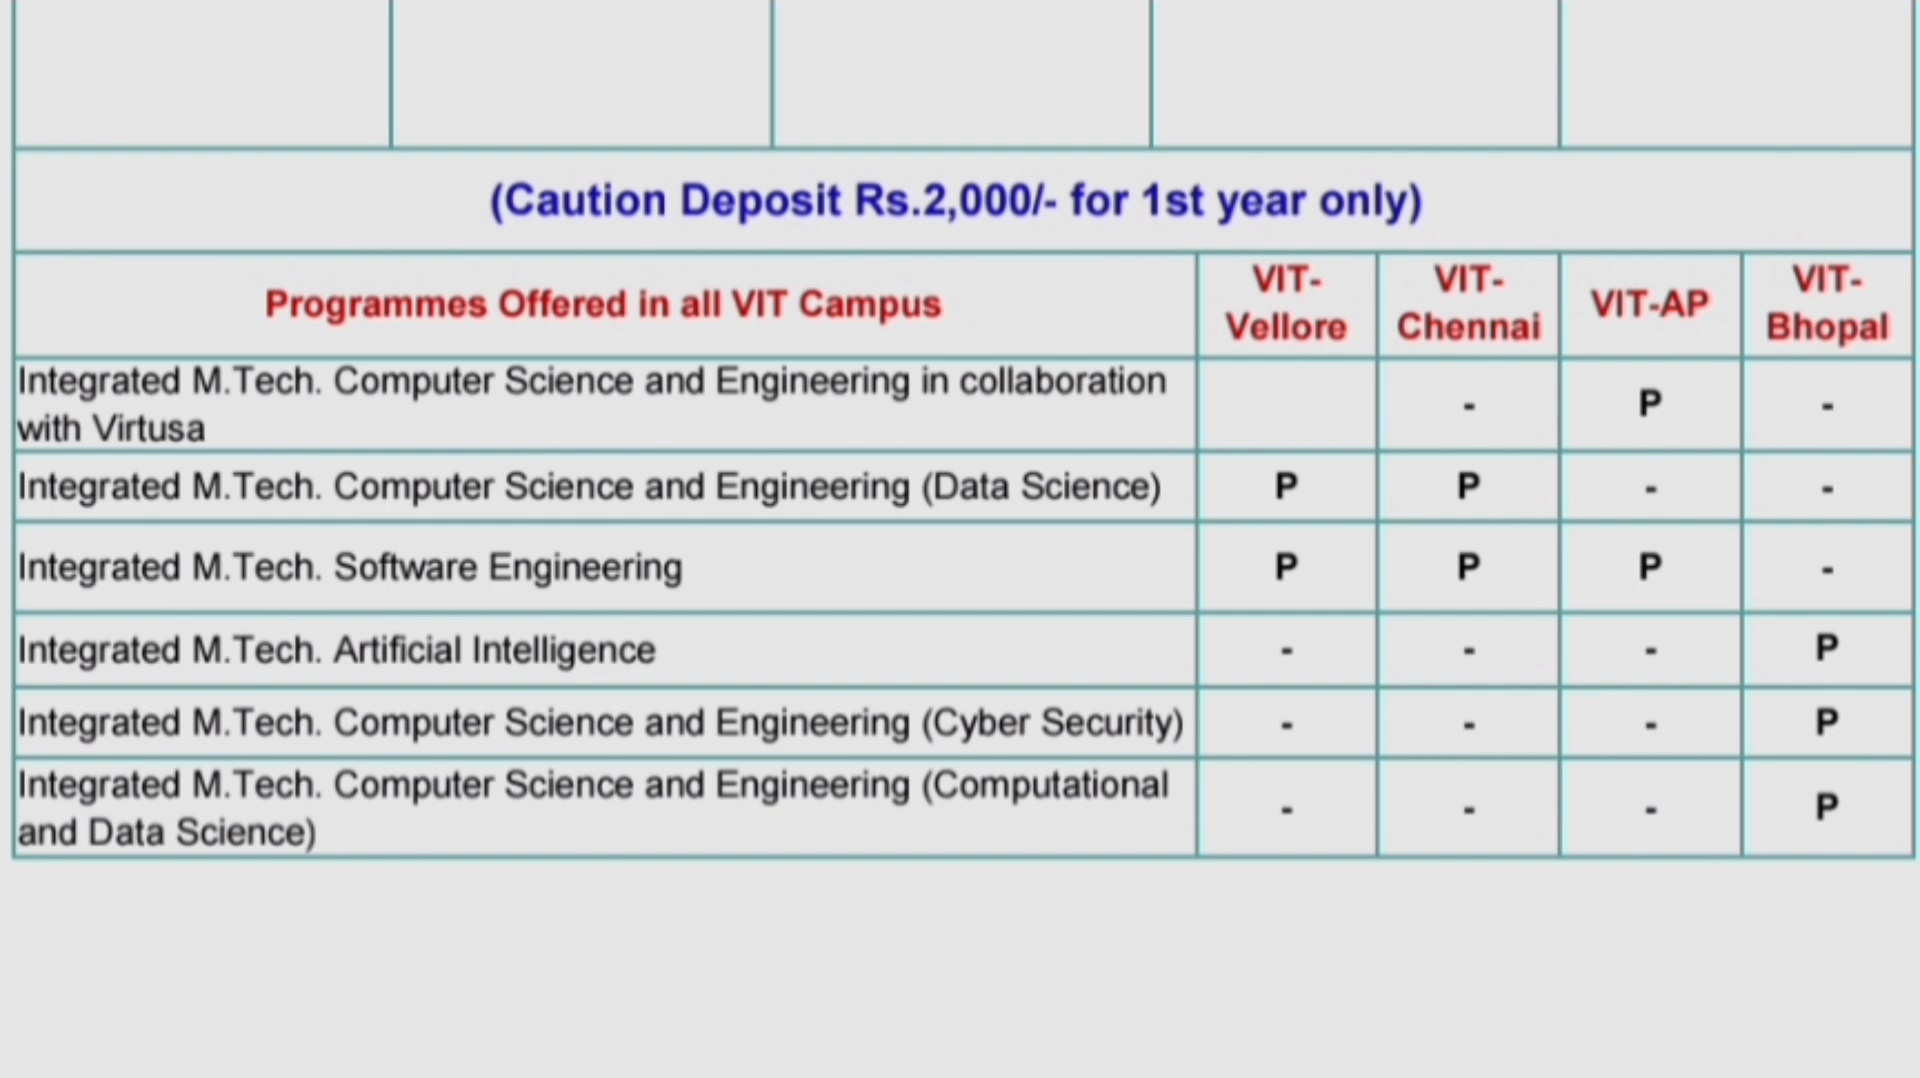 (Caution Deposit Rs.2,000/- for 1st year only)
Programmes Offered in all VIT Campus
VIT-
Vellore
VIT-
Chennai
VIT-AP
VIT-
Bhopal
Integrated M.Tech. Computer Science and Engineering in collaboration
with Virtusa
- P -
Integrated M.Tech. Computer Science and Engineering (Data Science) P P - -
Integrated M.Tech. Software Engineering P P P -
Integrated M.Tech. Artificial Intelligence - - - P
Integrated M.Tech. Computer Science and Engineering (Cyber Security) - - - P
Integrated M.Tech. Computer Science and Engineering (Computational
and Data Science)
- - - P